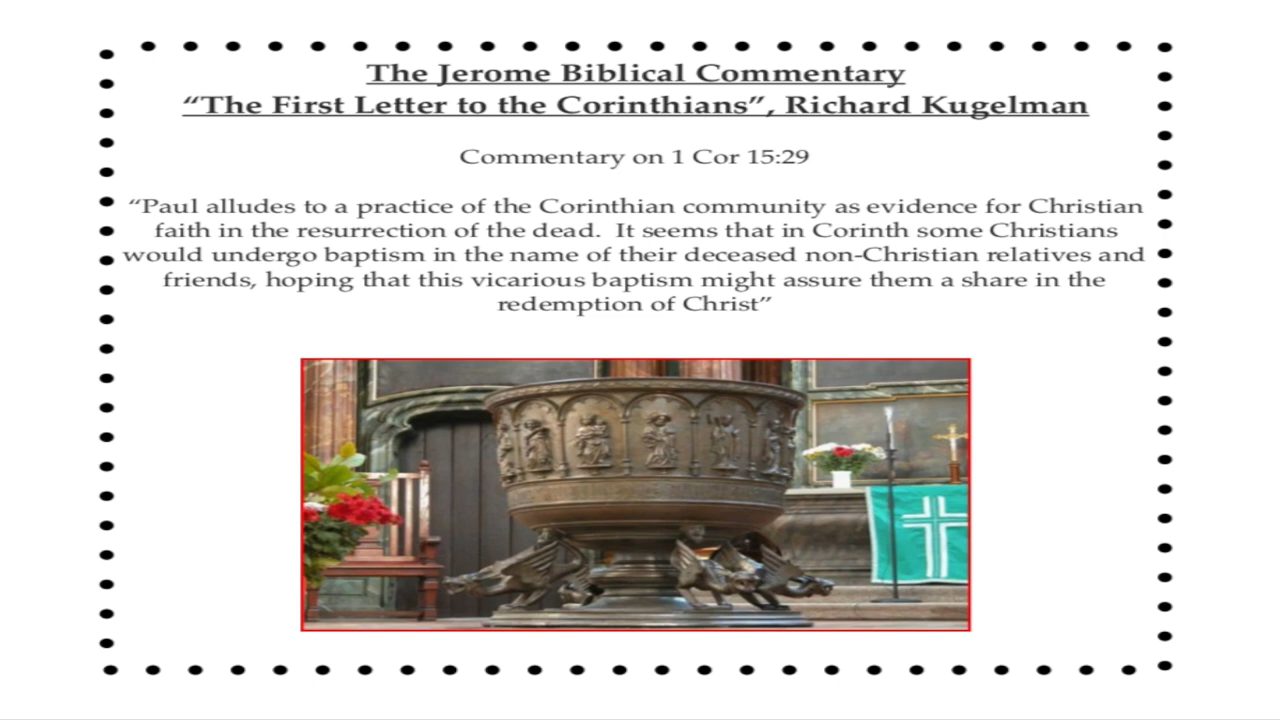 The Jerome Biblical Commentary
“The First Letter to the Corinthians”, Richard Kugelman
Commentary on 1 Cor 15:29
“Paul alludes to a practice of the Corinthian community as evidence for Christian
faith in the resurrection of the dead.  It seems that in Corinth some Christians
would undergo baptism in the name of their deceased non-Christian relatives and
friends, hoping that this vicarious baptism might assure them a share in the
redemption of Christ”